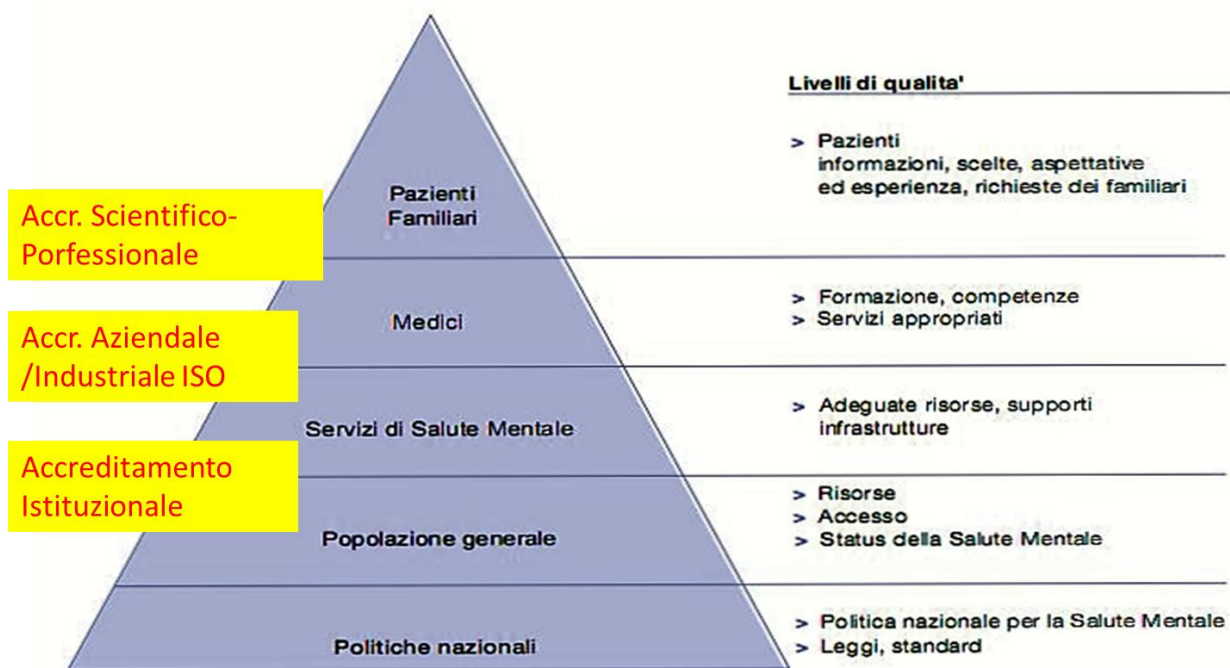 Livelli di qualita'
> Pazienti
informazioni, scelte, aspettative
ed esperienza, richieste dei familiari
Pazienti
Familiari
Accr. Scientifico-
Porfessionale
> Formazione, competenze
> Servizi appropriati
Medici
Accr. Aziendale
/Industriale ISO
> Adeguate risorse, supporti
infrastrutture
Servizi di Salute Mentale
Accreditamento
Istituzionale
> Risorse
> Accesso
> Status della Salute Mentale
Popolazione generale
> Politica nazionale per la Salute Mentale
> Leggi, standard
Politiche nazionali